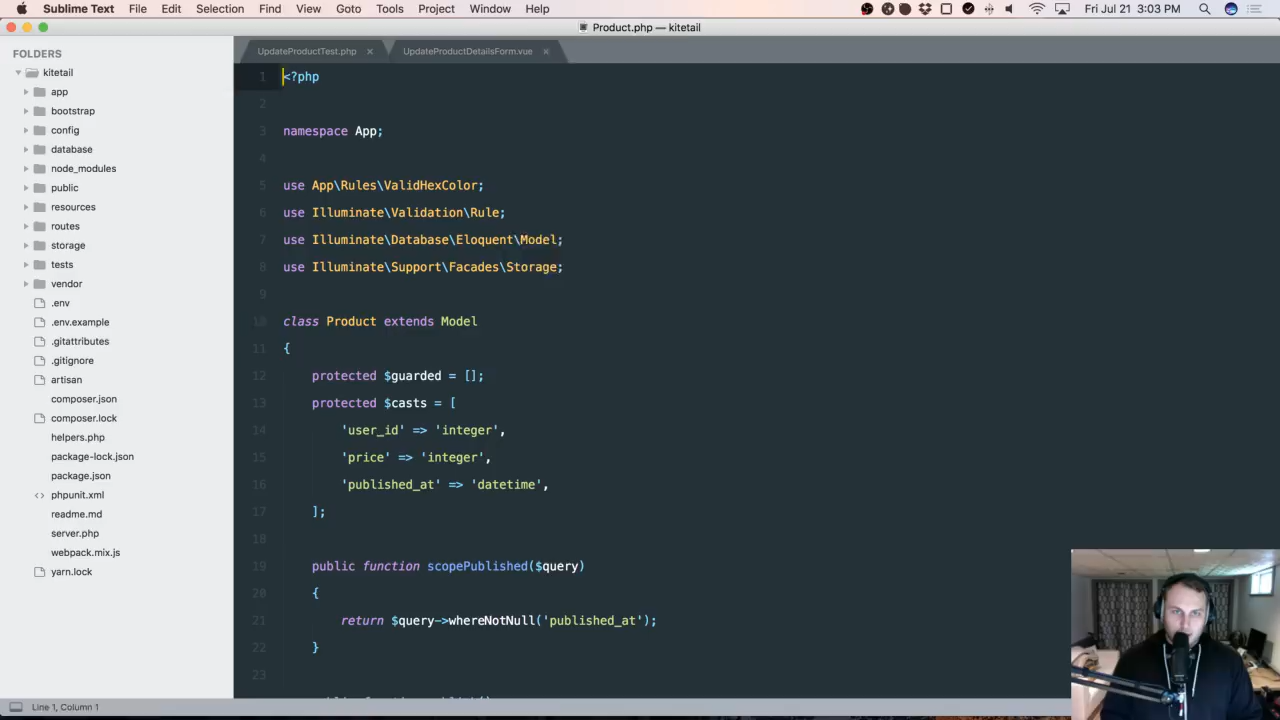 Sublime Text File Edit Selection Find View Goto Tools Project Window Help Fri Jul 21 3:03 PM
Product.php — kitetail
FOLDERS
kitetail
app
bootstrap
config
database
node_modules
public
resources
routes
storage
tests
vendor
.env
.env.example
.gitattributes
.gitignore
artisan
composer.json
composer.lock
helpers.php
package-lock.json
package.json
phpunit.xml
readme.md
server.php
webpack.mix.js
yarn.lock
UpdateProductTest.php × UpdateProductDetailsForm.vue ×
1 <?php
2
3 namespace App;
4
5 use App\Rules\ValidHexColor;
6 use Illuminate\Validation\Rule;
7 use Illuminate\Database\Eloquent\Model;
8 use Illuminate\Support\Facades\Storage;
9
10 class Product extends Model
11 {
12 protected $guarded = [];
13 protected $casts = [
14 'user_id' => 'integer',
15 'price' => 'integer',
16 'published_at' => 'datetime',
17 ];
18
19 public function scopePublished($query)
20 {
21 return $query->whereNotNull('published_at');
22 }
23
Line 1, Column 1